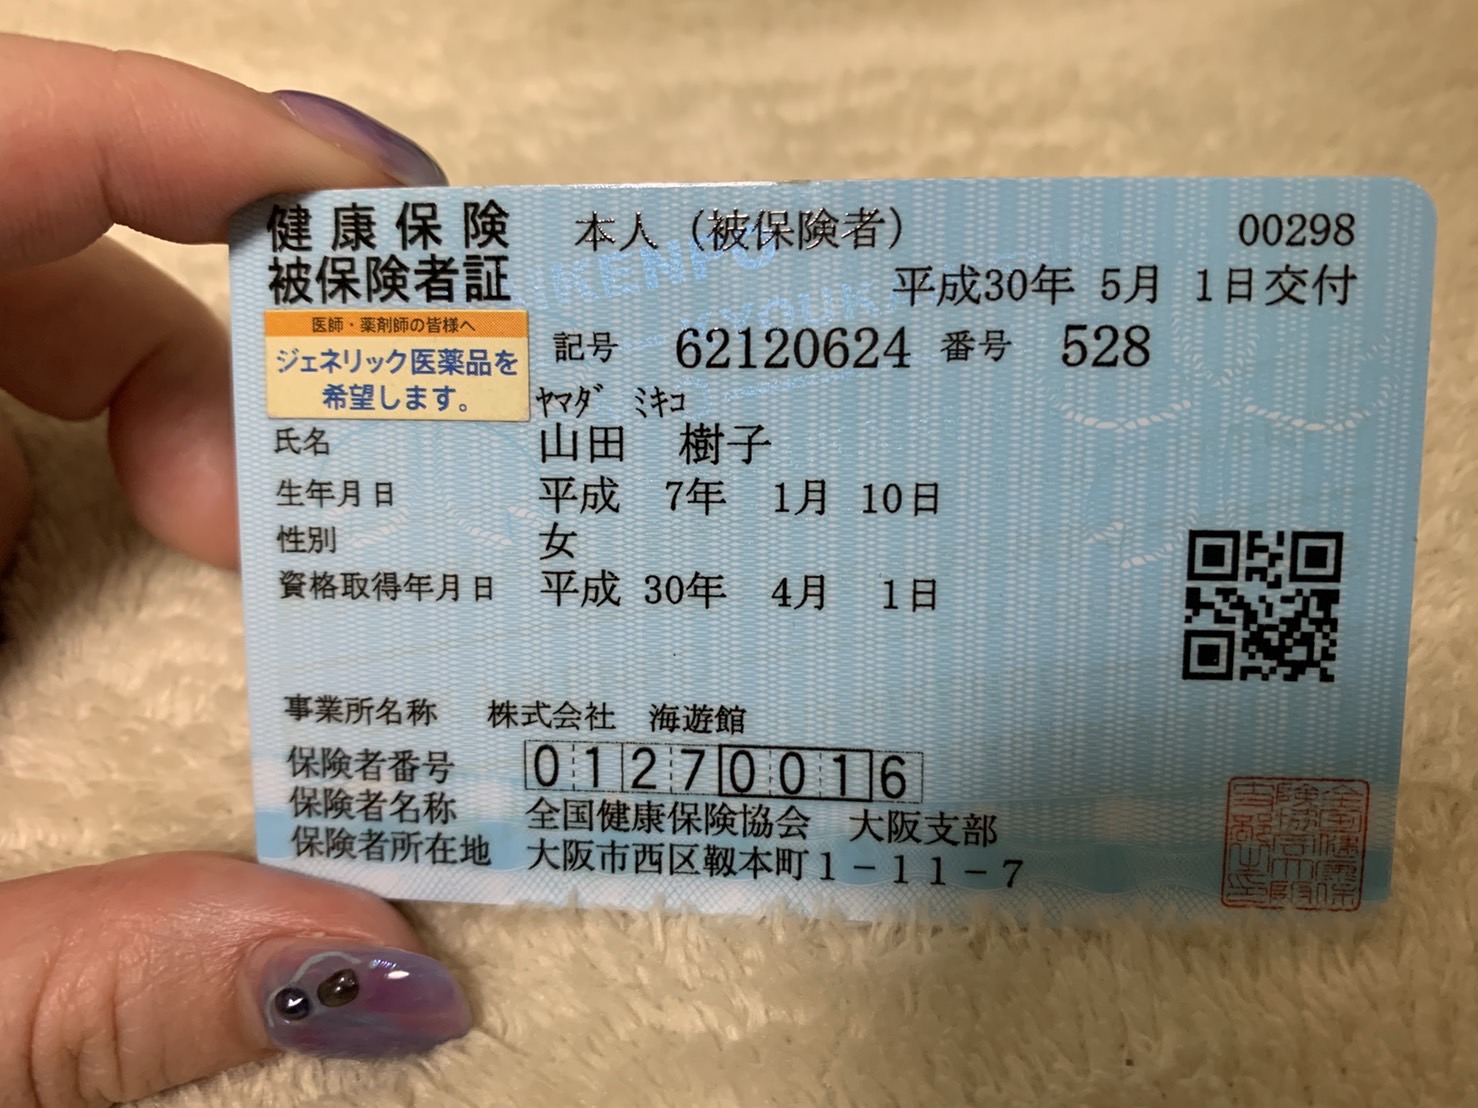 健康保険
被保険者証
本人（被保険者）
00298
平成30年 5月 1日交付
医師・薬剤師の皆様へ
ジェネリック医薬品を
希望します。
記号 62120624 番号 528
ﾔﾏﾀﾞ ﾐｷｺ
氏名 山田 樹子
生年月日 平成 7年 1月 10日
性別 女
資格取得年月日 平成 30年 4月 1日
事業所名称 株式会社 海遊館
保険者番号 01270016
保険者名称 全国健康保険協会 大阪支部
保険者所在地 大阪市西区靱本町1－11－7